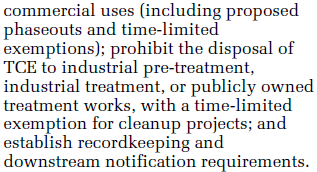 commercial uses (including proposed
phaseouts and time-limited
exemptions); prohibit the disposal of
TCE to industrial pre-treatment,
industrial treatment, or publicly owned
treatment works, with a time-limited
exemption for cleanup projects; and
establish recordkeeping and
downstream notification requirements.